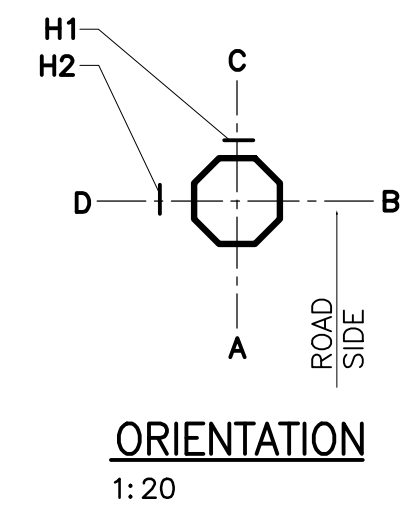 H1
H2
C
D
B
A
ROAD
SIDE
ORIENTATION
1:20